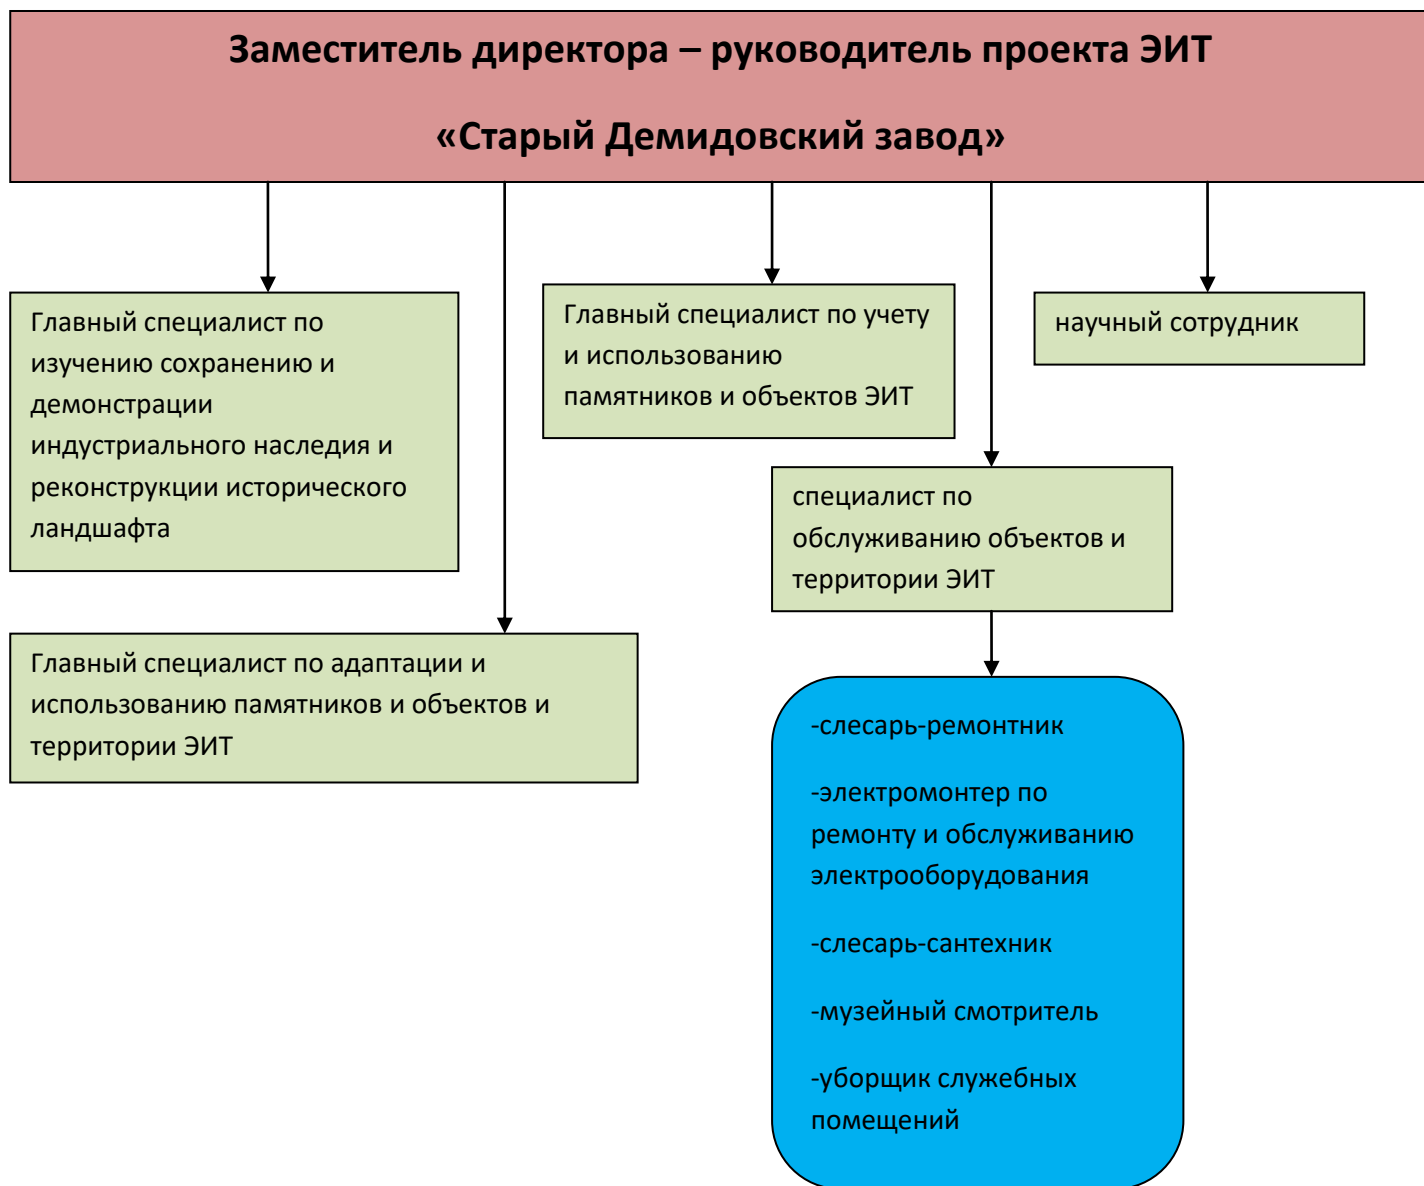 Заместитель директора – руководитель проекта ЭИТ
«Старый Демидовский завод»
Главный специалист по
изучению сохранению и
демонстрации
индустриального наследия и
реконструкции исторического
ландшафта
Главный специалист по учету
и использованию
памятников и объектов ЭИТ
научный сотрудник
специалист по
обслуживанию объектов и
территории ЭИТ
Главный специалист по адаптации и
использованию памятников и объектов и
территории ЭИТ
-слесарь-ремонтник
-электромонтер по
ремонту и обслуживанию
электрооборудования
-слесарь-сантехник
-музейный смотритель
-уборщик служебных
помещений